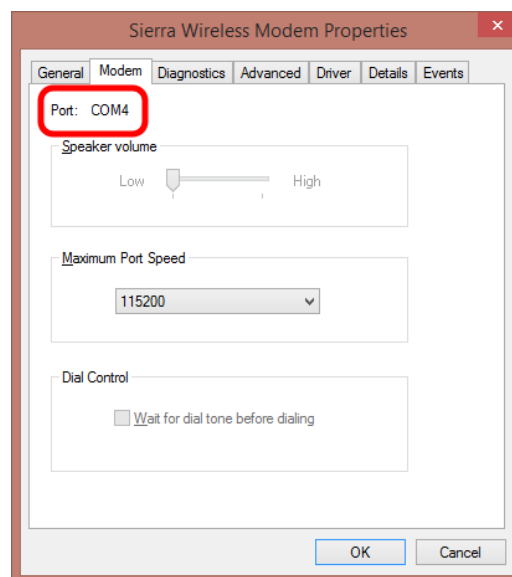 Sierra Wireless Modem Properties
General Modem Diagnostics Advanced Driver Details Events
Port: COM4
Speaker volume
Low High
Maximum Port Speed
115200
Dial Control
Wait for dial tone before dialing
OK Cancel